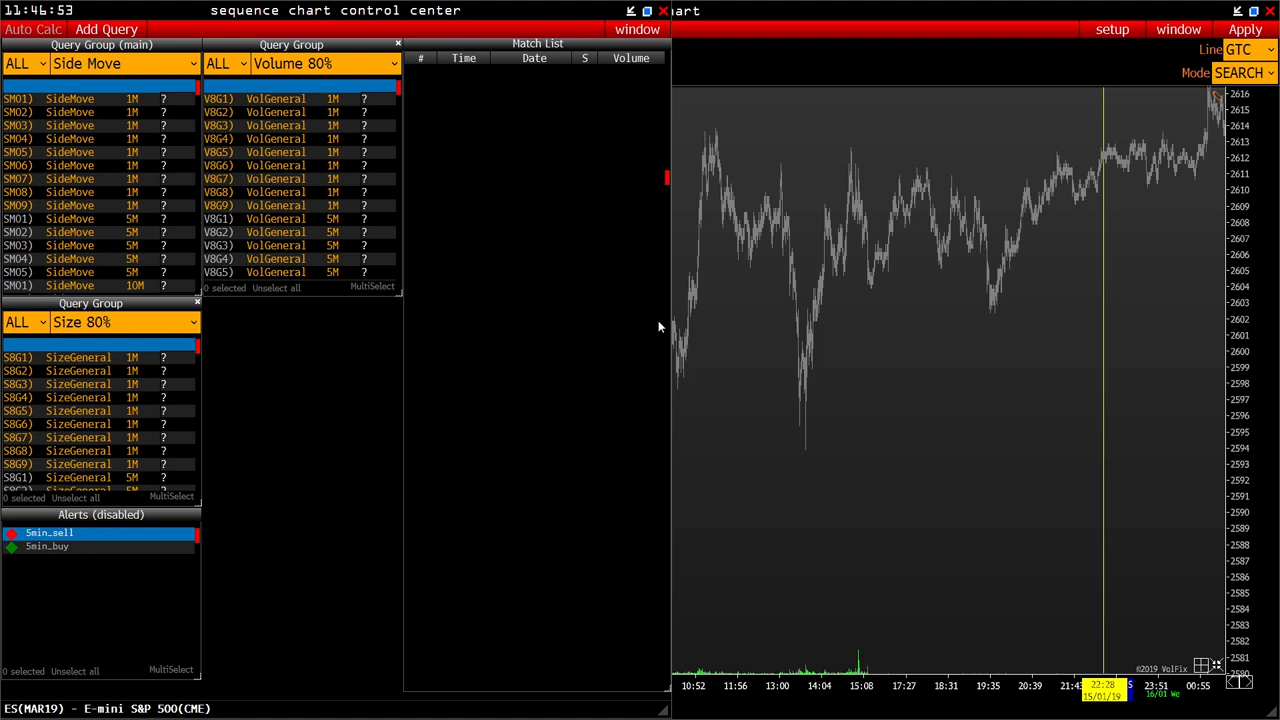 11:46:53 sequence chart control center
Auto Calc Add Query window
Query Group (main)
ALL Side Move
SM01) SideMove 1M ?
SM02) SideMove 1M ?
SM03) SideMove 1M ?
SM04) SideMove 1M ?
SM05) SideMove 1M ?
SM06) SideMove 1M ?
SM07) SideMove 1M ?
SM08) SideMove 1M ?
SM09) SideMove 1M ?
SM01) SideMove 5M ?
SM02) SideMove 5M ?
SM03) SideMove 5M ?
SM04) SideMove 5M ?
SM05) SideMove 5M ?
SM01) SideMove 10M ?
Query Group
ALL Volume 80%
V8G1) VolGeneral 1M ?
V8G2) VolGeneral 1M ?
V8G3) VolGeneral 1M ?
V8G4) VolGeneral 1M ?
V8G5) VolGeneral 1M ?
V8G6) VolGeneral 1M ?
V8G7) VolGeneral 1M ?
V8G8) VolGeneral 1M ?
V8G9) VolGeneral 1M ?
V8G1) VolGeneral 5M ?
V8G2) VolGeneral 5M ?
V8G3) VolGeneral 5M ?
V8G4) VolGeneral 5M ?
V8G5) VolGeneral 5M ?
0 selected Unselect all MultiSelect
Match List
# Time Date S Volume
Query Group
ALL Size 80%
S8G1) SizeGeneral 1M ?
S8G2) SizeGeneral 1M ?
S8G3) SizeGeneral 1M ?
S8G4) SizeGeneral 1M ?
S8G5) SizeGeneral 1M ?
S8G6) SizeGeneral 1M ?
S8G7) SizeGeneral 1M ?
S8G8) SizeGeneral 1M ?
S8G9) SizeGeneral 1M ?
S8G1) SizeGeneral 5M ?
0 selected Unselect all MultiSelect
Alerts (disabled)
5min_sell
5min_buy
0 selected Unselect all MultiSelect
ES(MAR19) - E-mini S&P 500(CME)
hart
setup window Apply
Line GTC
Mode SEARCH
2616
2615
2614
2613
2612
2611
2610
2609
2608
2607
2606
2605
2604
2603
2602
2601
2600
2599
2598
2597
2596
2595
2594
2593
2592
2591
2590
2589
2588
2587
2586
2585
2584
2583
2582
2581
©2019 VolFix
10:52 11:56 13:00 14:04 15:08 17:27 18:31 19:35 20:39 21:43 22:28 23:51 00:55
15/01/19 S 16/01 We